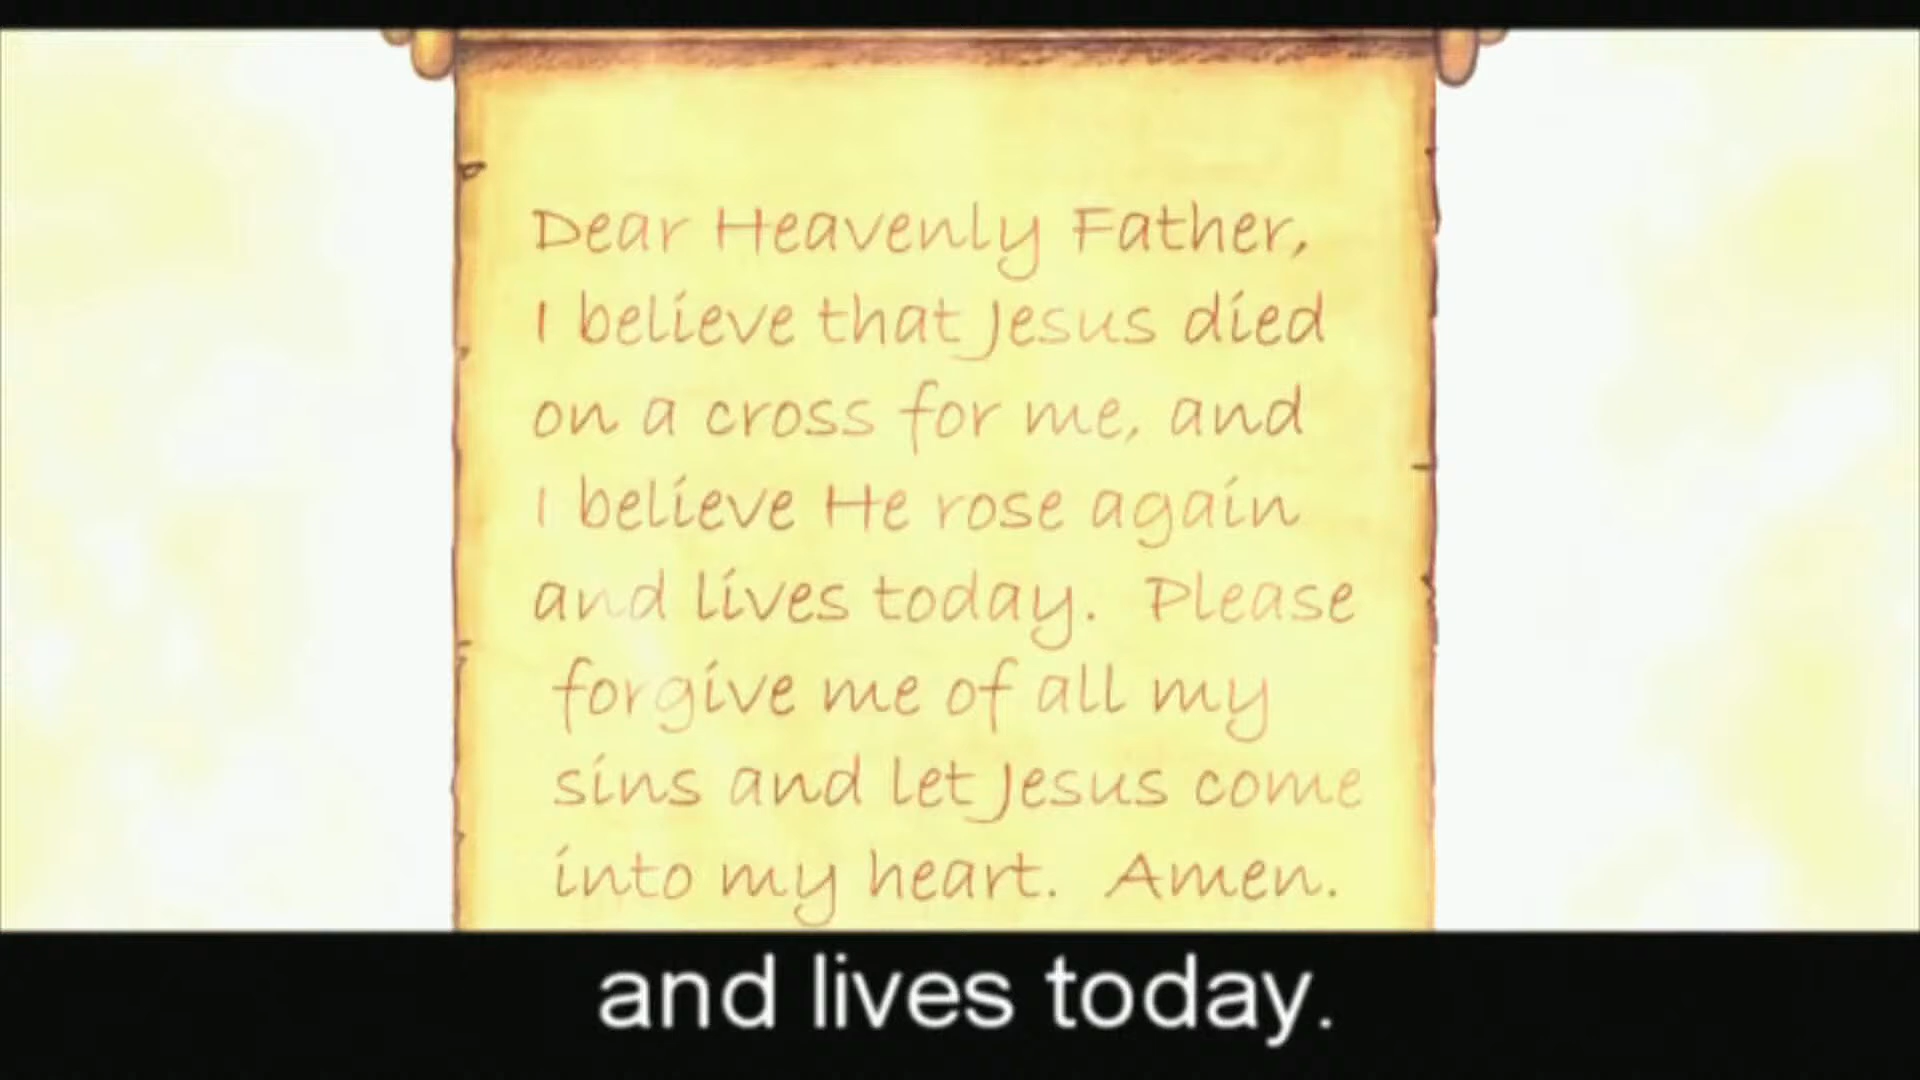 Dear Heavenly Father,
I believe that Jesus died
on a cross for me, and
I believe He rose again
and lives today. Please
forgive me of all my
sins and let Jesus come
into my heart. Amen.
and lives today.